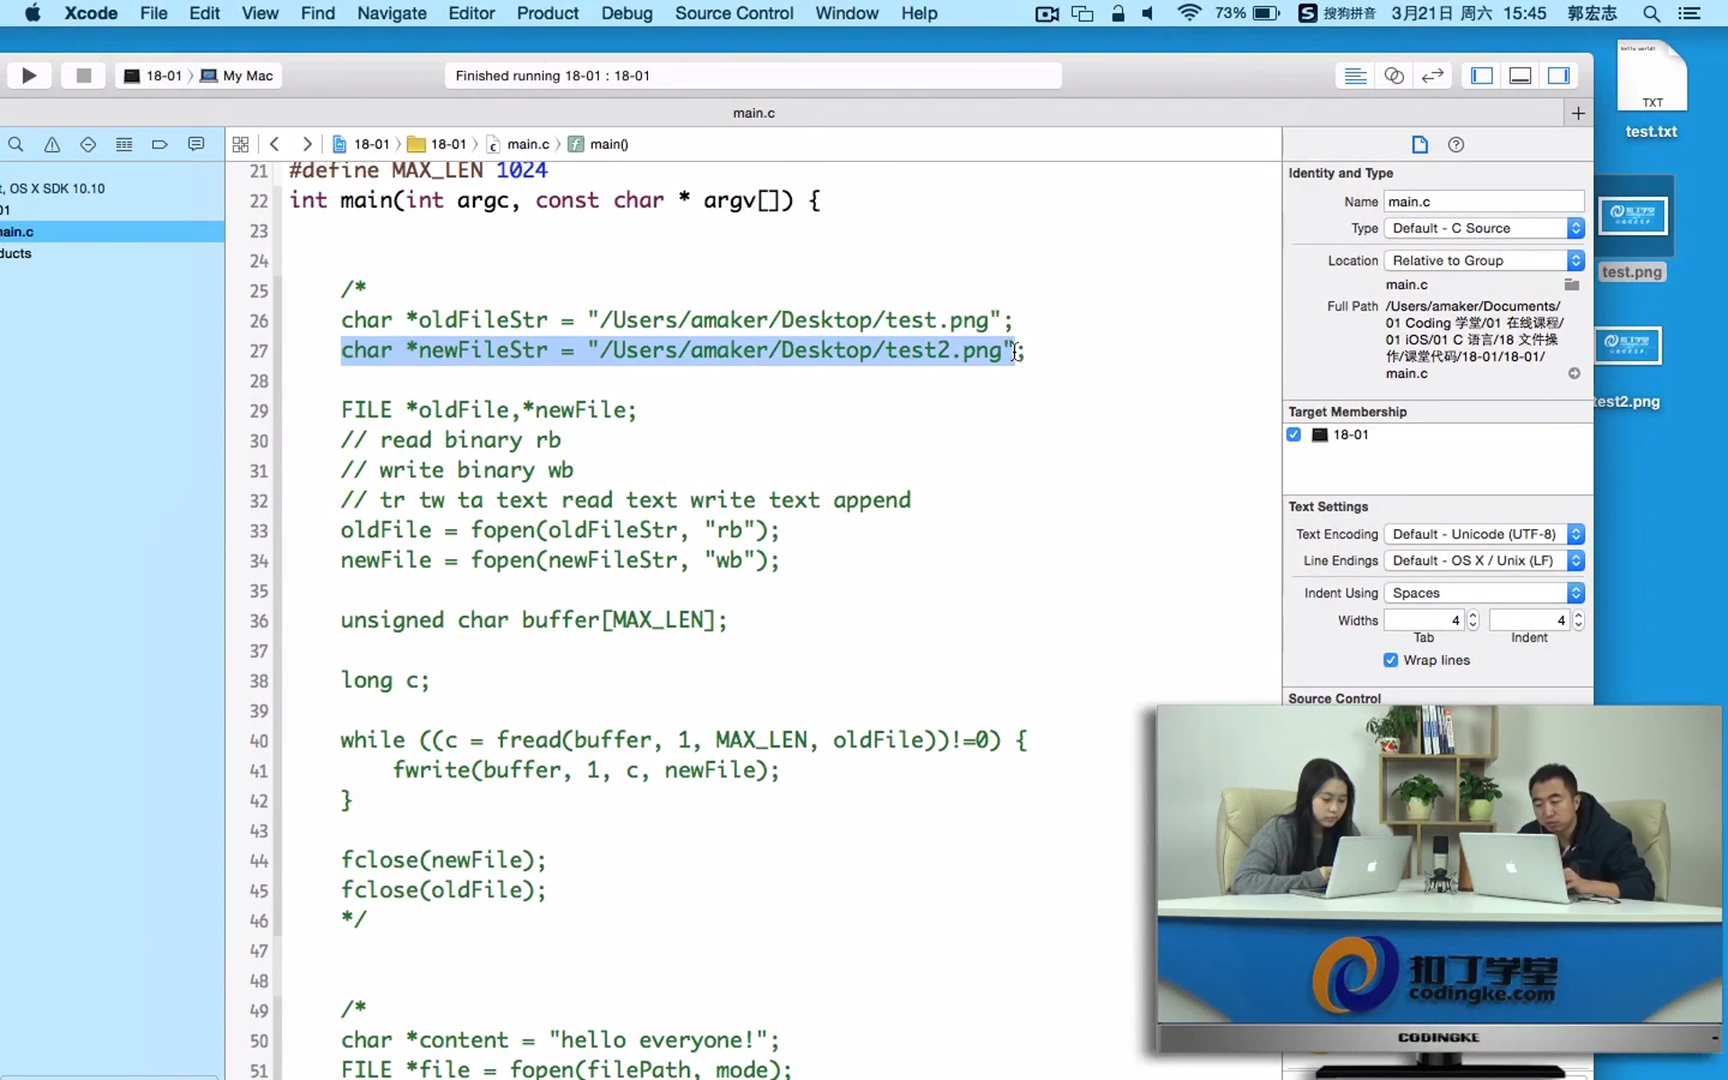 Xcode File Edit View Find Navigate Editor Product Debug Source Control Window Help 73% S 搜狗拼音 3月21日 周六 15:45 郭宏志
18-01 〉 My Mac
Finished running 18-01 : 18-01
main.c
18-01 〉 18-01 〉 main.c 〉 main()
t, OS X SDK 10.10
01
main.c
ducts
21 #define MAX_LEN 1024
22 int main(int argc, const char * argv[]) {
23
24
25 /*
26 char *oldFileStr = "/Users/amaker/Desktop/test.png";
27 char *newFileStr = "/Users/amaker/Desktop/test2.png";
28
29 FILE *oldFile,*newFile;
30 // read binary rb
31 // write binary wb
32 // tr tw ta text read text write text append
33 oldFile = fopen(oldFileStr, "rb");
34 newFile = fopen(newFileStr, "wb");
35
36 unsigned char buffer[MAX_LEN];
37
38 long c;
39
40 while ((c = fread(buffer, 1, MAX_LEN, oldFile))!=0) {
41 fwrite(buffer, 1, c, newFile);
42 }
43
44 fclose(newFile);
45 fclose(oldFile);
46 */
47
48
49 /*
50 char *content = "hello everyone!";
51 FILE *file = fopen(filePath, mode);
Identity and Type
Name main.c
Type Default - C Source
Location Relative to Group
main.c
Full Path /Users/amaker/Documents/
01 Coding 学堂/01 在线课程/
01 iOS/01 C 语言/18 文件操
作/课堂代码/18-01/18-01/
main.c
Target Membership
18-01
Text Settings
Text Encoding Default - Unicode (UTF-8)
Line Endings Default - OS X / Unix (LF)
Indent Using Spaces
Widths 4 4
Tab Indent
Wrap lines
Source Control
hello world!
TXT
test.txt
test.png
test2.png
扣丁学堂
codingke.com
CODINGKE